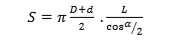 S = π D+d/2 . L/cos^α/2